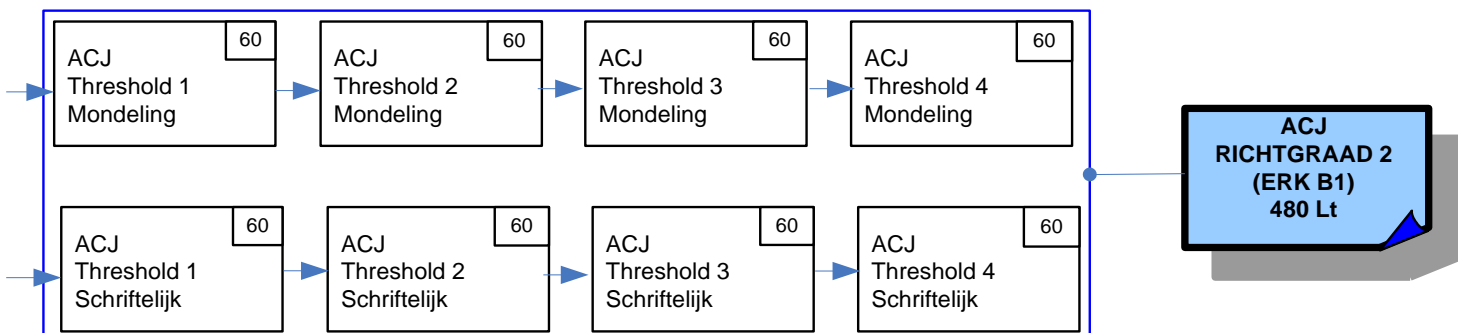 60
ACJ
Threshold 1
Mondeling
60
ACJ
Threshold 2
Mondeling
60
ACJ
Threshold 3
Mondeling
60
ACJ
Threshold 4
Mondeling
ACJ
RICHTGRAAD 2
(ERK B1)
480 Lt
60
ACJ
Threshold 1
Schriftelijk
60
ACJ
Threshold 2
Schriftelijk
60
ACJ
Threshold 3
Schriftelijk
60
ACJ
Threshold 4
Schriftelijk